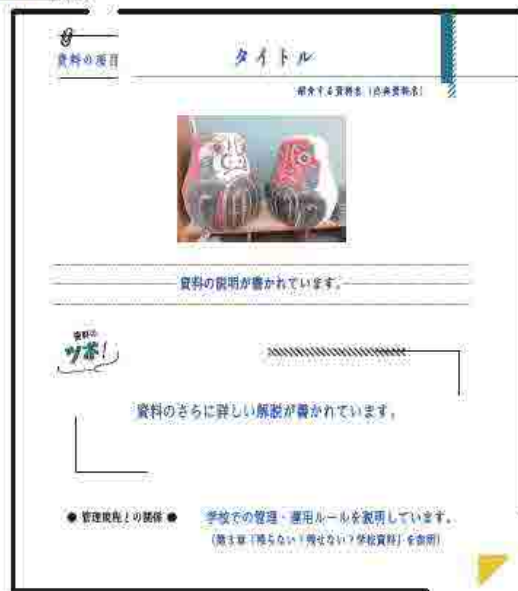 資料の項目
タイトル
紹介する資料名(出典資料名)
資料の説明が書かれています。
資料の
ツボ!
資料のさらに詳しい解説が書かれています。
● 管理規程との関係 ●
学校での管理・運用ルールを説明しています。
(第3章「残らない?残せない?学校資料」を参照)